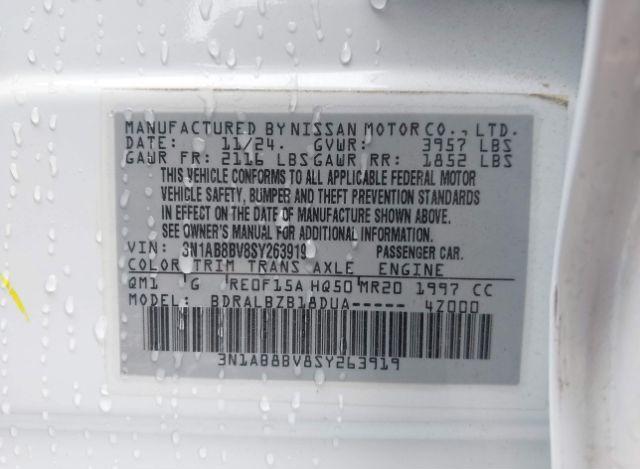 MANUFACTURED BY NISSAN MOTOR CO., LTD.
DATE: 11/24. GVWR: 3957 LBS
GAWR FR: 2116 LBS GAWR RR: 1852 LBS
THIS VEHICLE CONFORMS TO ALL APPLICABLE FEDERAL MOTOR
VEHICLE SAFETY, BUMPER AND THEFT PREVENTION STANDARDS
IN EFFECT ON THE DATE OF MANUFACTURE SHOWN ABOVE.
SEE OWNER'S MANUAL FOR ADDITIONAL INFORMATION.
VIN: 3N1AB8BV8SY263919 PASSENGER CAR.
COLOR TRIM TRANS AXLE ENGINE
QM1 G RE0F15A HQ50 MR20 1997 CC
MODEL: BDRALBZB18DUA----- 4Z000
3N1AB8BV8SY263919